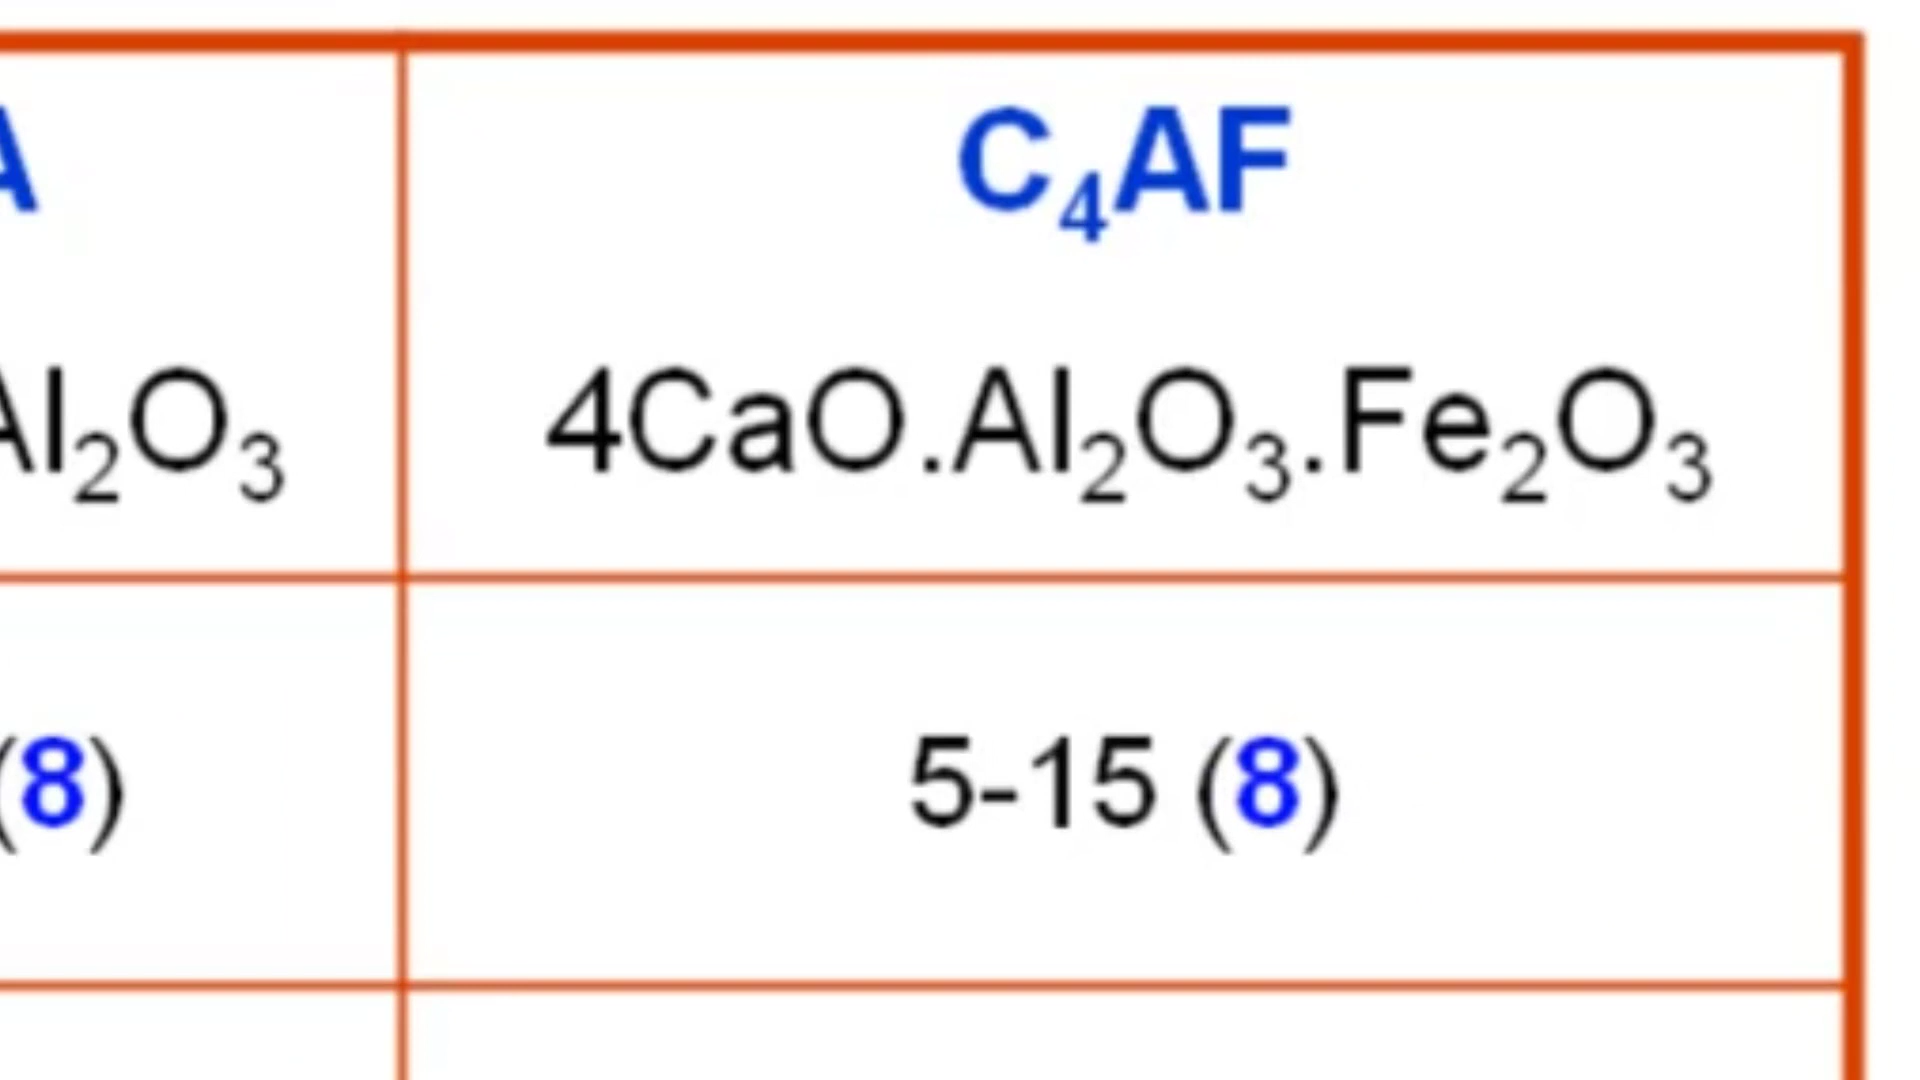 A
C₄AF
Al₂O₃
4CaO.Al₂O₃.Fe₂O₃
(8)
5-15 (8)